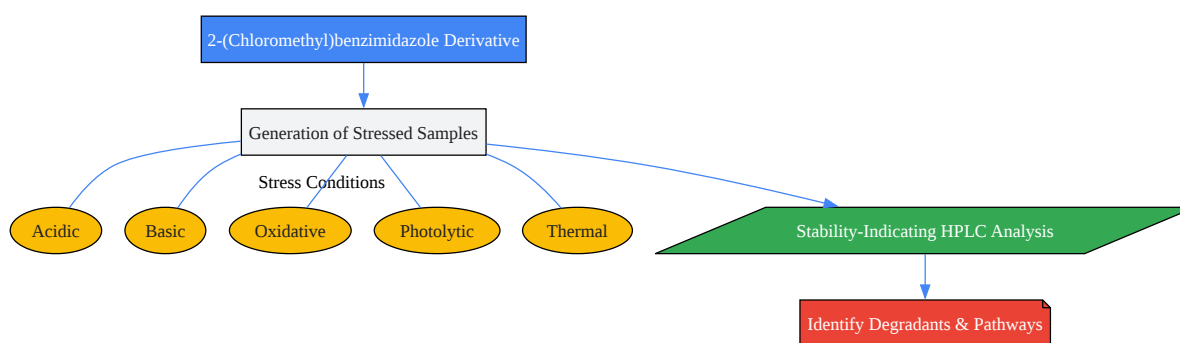 2-(Chloromethyl)benzimidazole Derivative
Generation of Stressed Samples
Stress Conditions
Acidic
Basic
Oxidative
Photolytic
Thermal
Stability-Indicating HPLC Analysis
Identify Degradants & Pathways